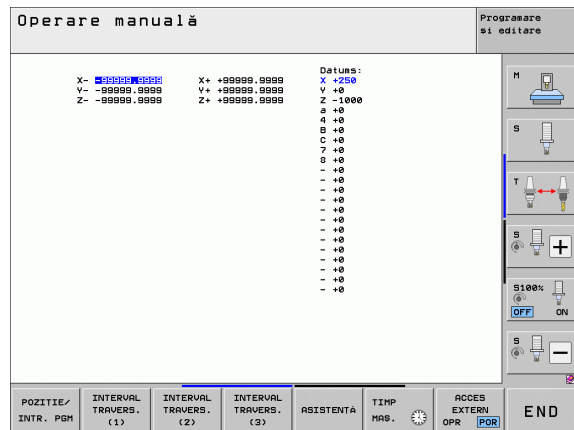 Operare manuală
Programare
și editare
Datums:
X- -99999.9999 X+ +99999.9999 X +250
Y- -99999.9999 Y+ +99999.9999 Y +0
Z- -99999.9999 Z+ +99999.9999 Z -1000
a +0
4 +0
B +0
C +0
7 +0
8 +0
- +0
- +0
- +0
- +0
- +0
- +0
- +0
- +0
- +0
- +0
- +0
- +0
- +0
M
S
T
S +
S100%
OFF ON
S -
POZITIE/
INTR. PGM
INTERVAL
TRAVERS.
(1)
INTERVAL
TRAVERS.
(2)
INTERVAL
TRAVERS.
(3)
ASISTENȚĂ
TIMP
MAS.
ACCES
EXTERN
OPR POR
END